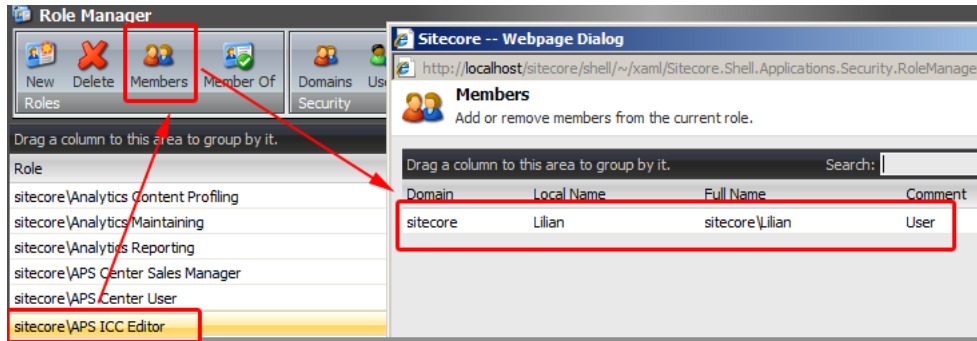 Role Manager
New Delete Members Member Of
Roles
Domains
Security
Drag a column to this area to group by it.
Role
sitecore\Analytics Content Profiling
sitecore\Analytics Maintaining
sitecore\Analytics Reporting
sitecore\APS Center Sales Manager
sitecore\APS Center User
sitecore\APS ICC Editor
Sitecore -- Webpage Dialog
http://localhost/sitecore/shell/~/xaml/Sitecore.Shell.Applications.Security.RoleManage
Members
Add or remove members from the current role.
Drag a column to this area to group by it. Search:
Domain Local Name Full Name Comment
sitecore Lilian sitecore\Lilian User